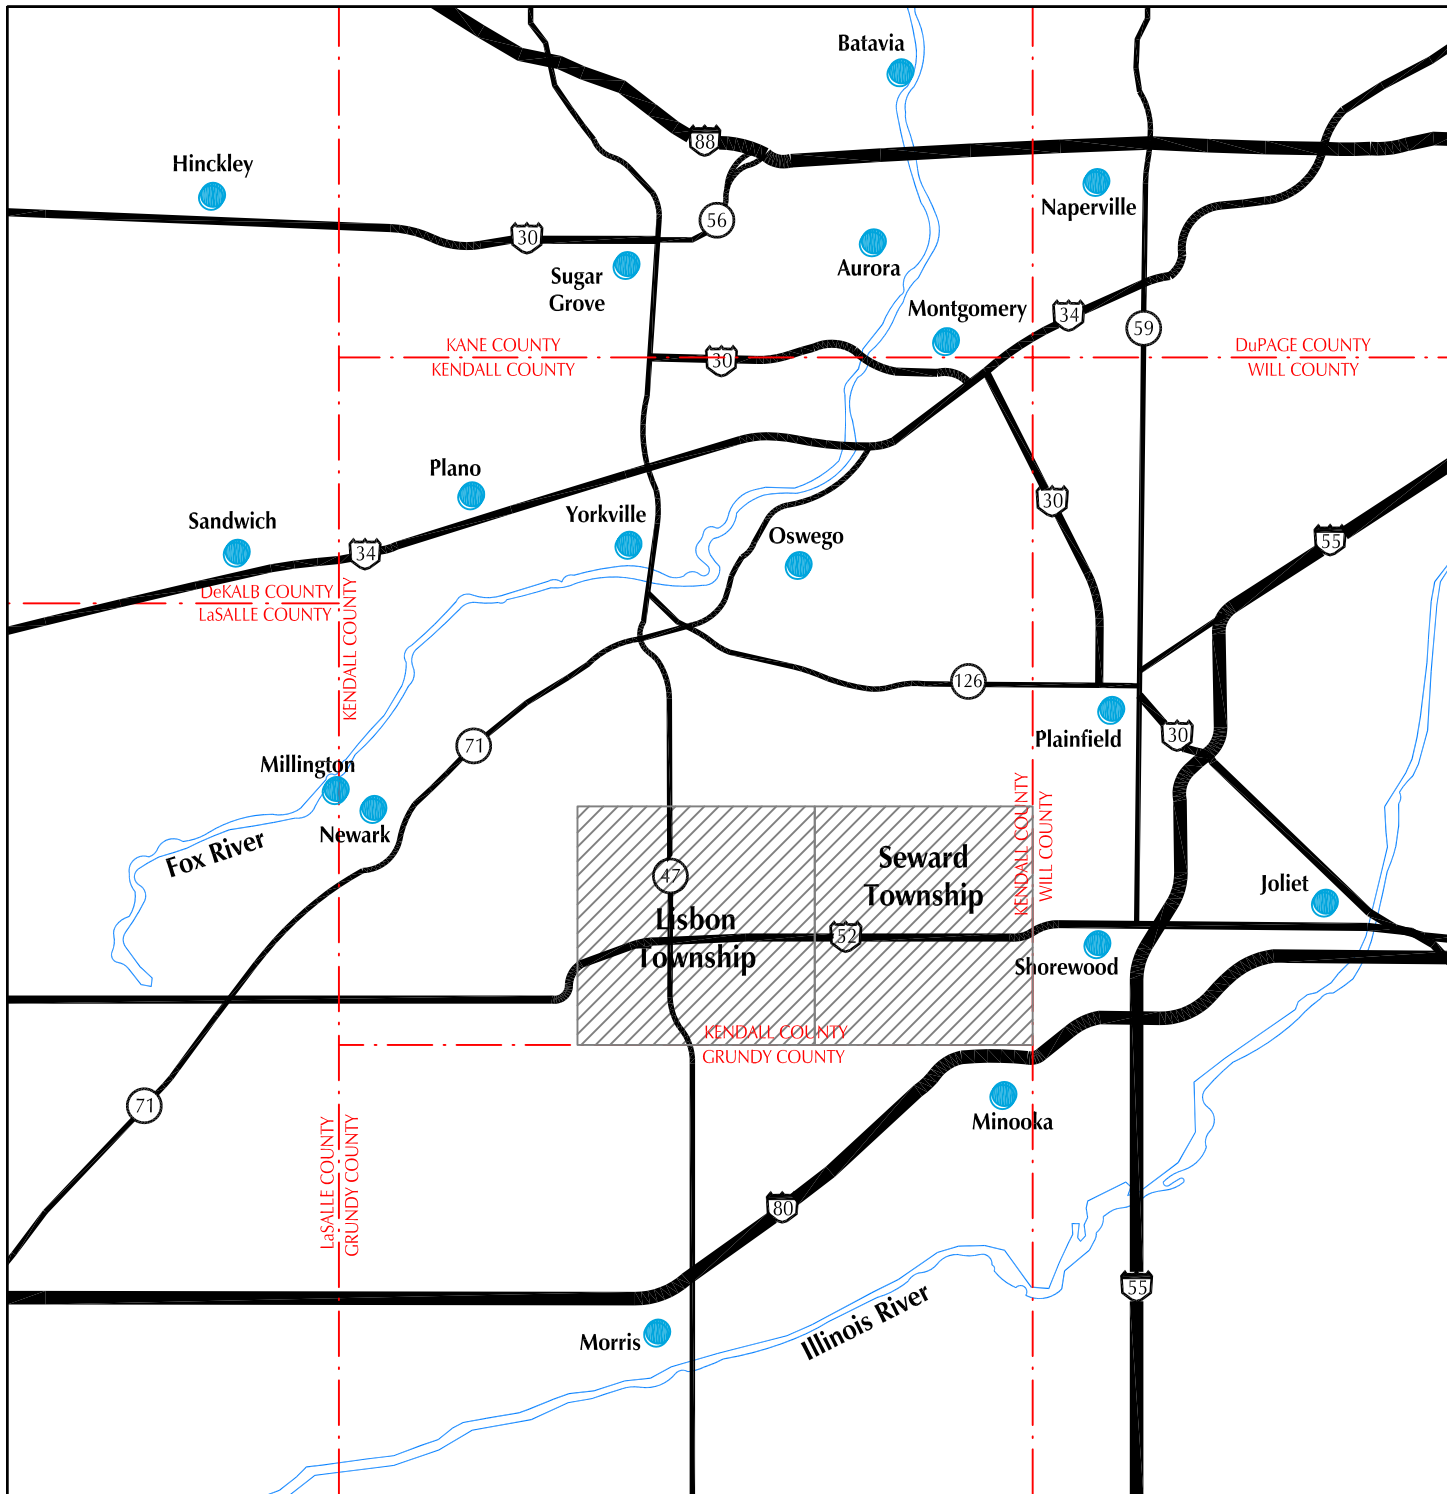 Batavia
88
Hinckley
Naperville
56
30
Sugar
Grove
Aurora
Montgomery
34
59
KANE COUNTY
KENDALL COUNTY
30
DuPAGE COUNTY
WILL COUNTY
Plano
30
Sandwich
Yorkville
Oswego
55
34
DeKALB COUNTY
LaSALLE COUNTY
KENDALL COUNTY
126
71
Plainfield
30
Millington
Newark
Fox River
KENDALL COUNTY
WILL COUNTY
Seward
Township
47
Joliet
Lisbon
Township
52
Shorewood
KENDALL COUNTY
GRUNDY COUNTY
71
Minooka
LaSALLE COUNTY
GRUNDY COUNTY
80
55
Illinois River
Morris